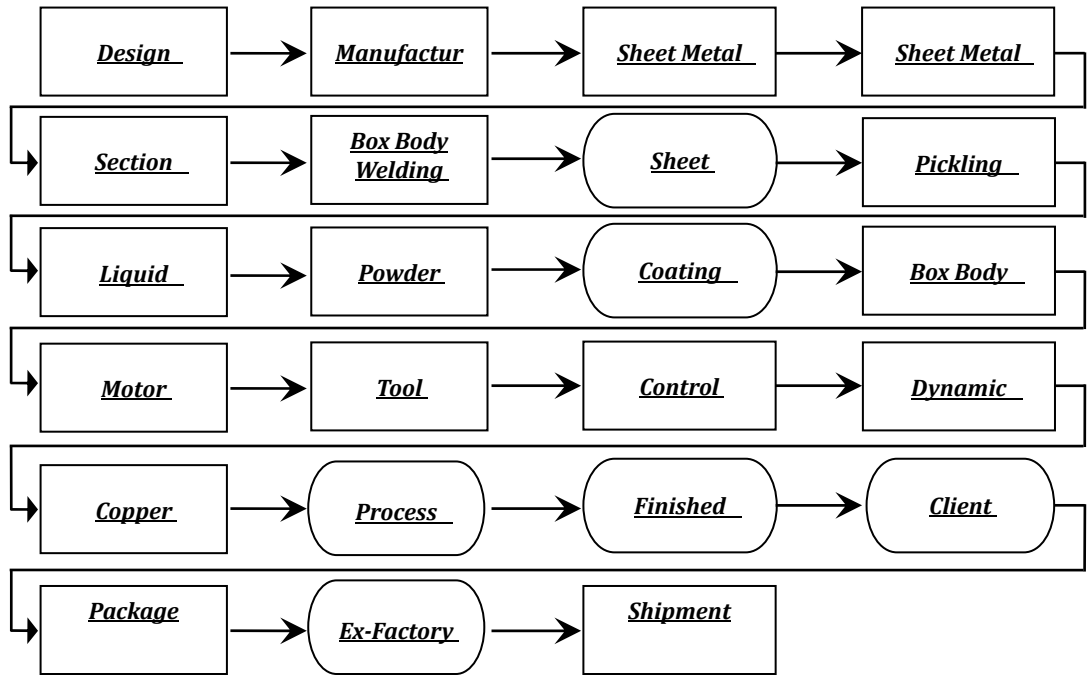 Design
Manufactur
Sheet Metal
Sheet Metal
Section
Box Body
Welding
Sheet
Pickling
Liquid
Powder
Coating
Box Body
Motor
Tool
Control
Dynamic
Copper
Process
Finished
Client
Package
Ex-Factory
Shipment